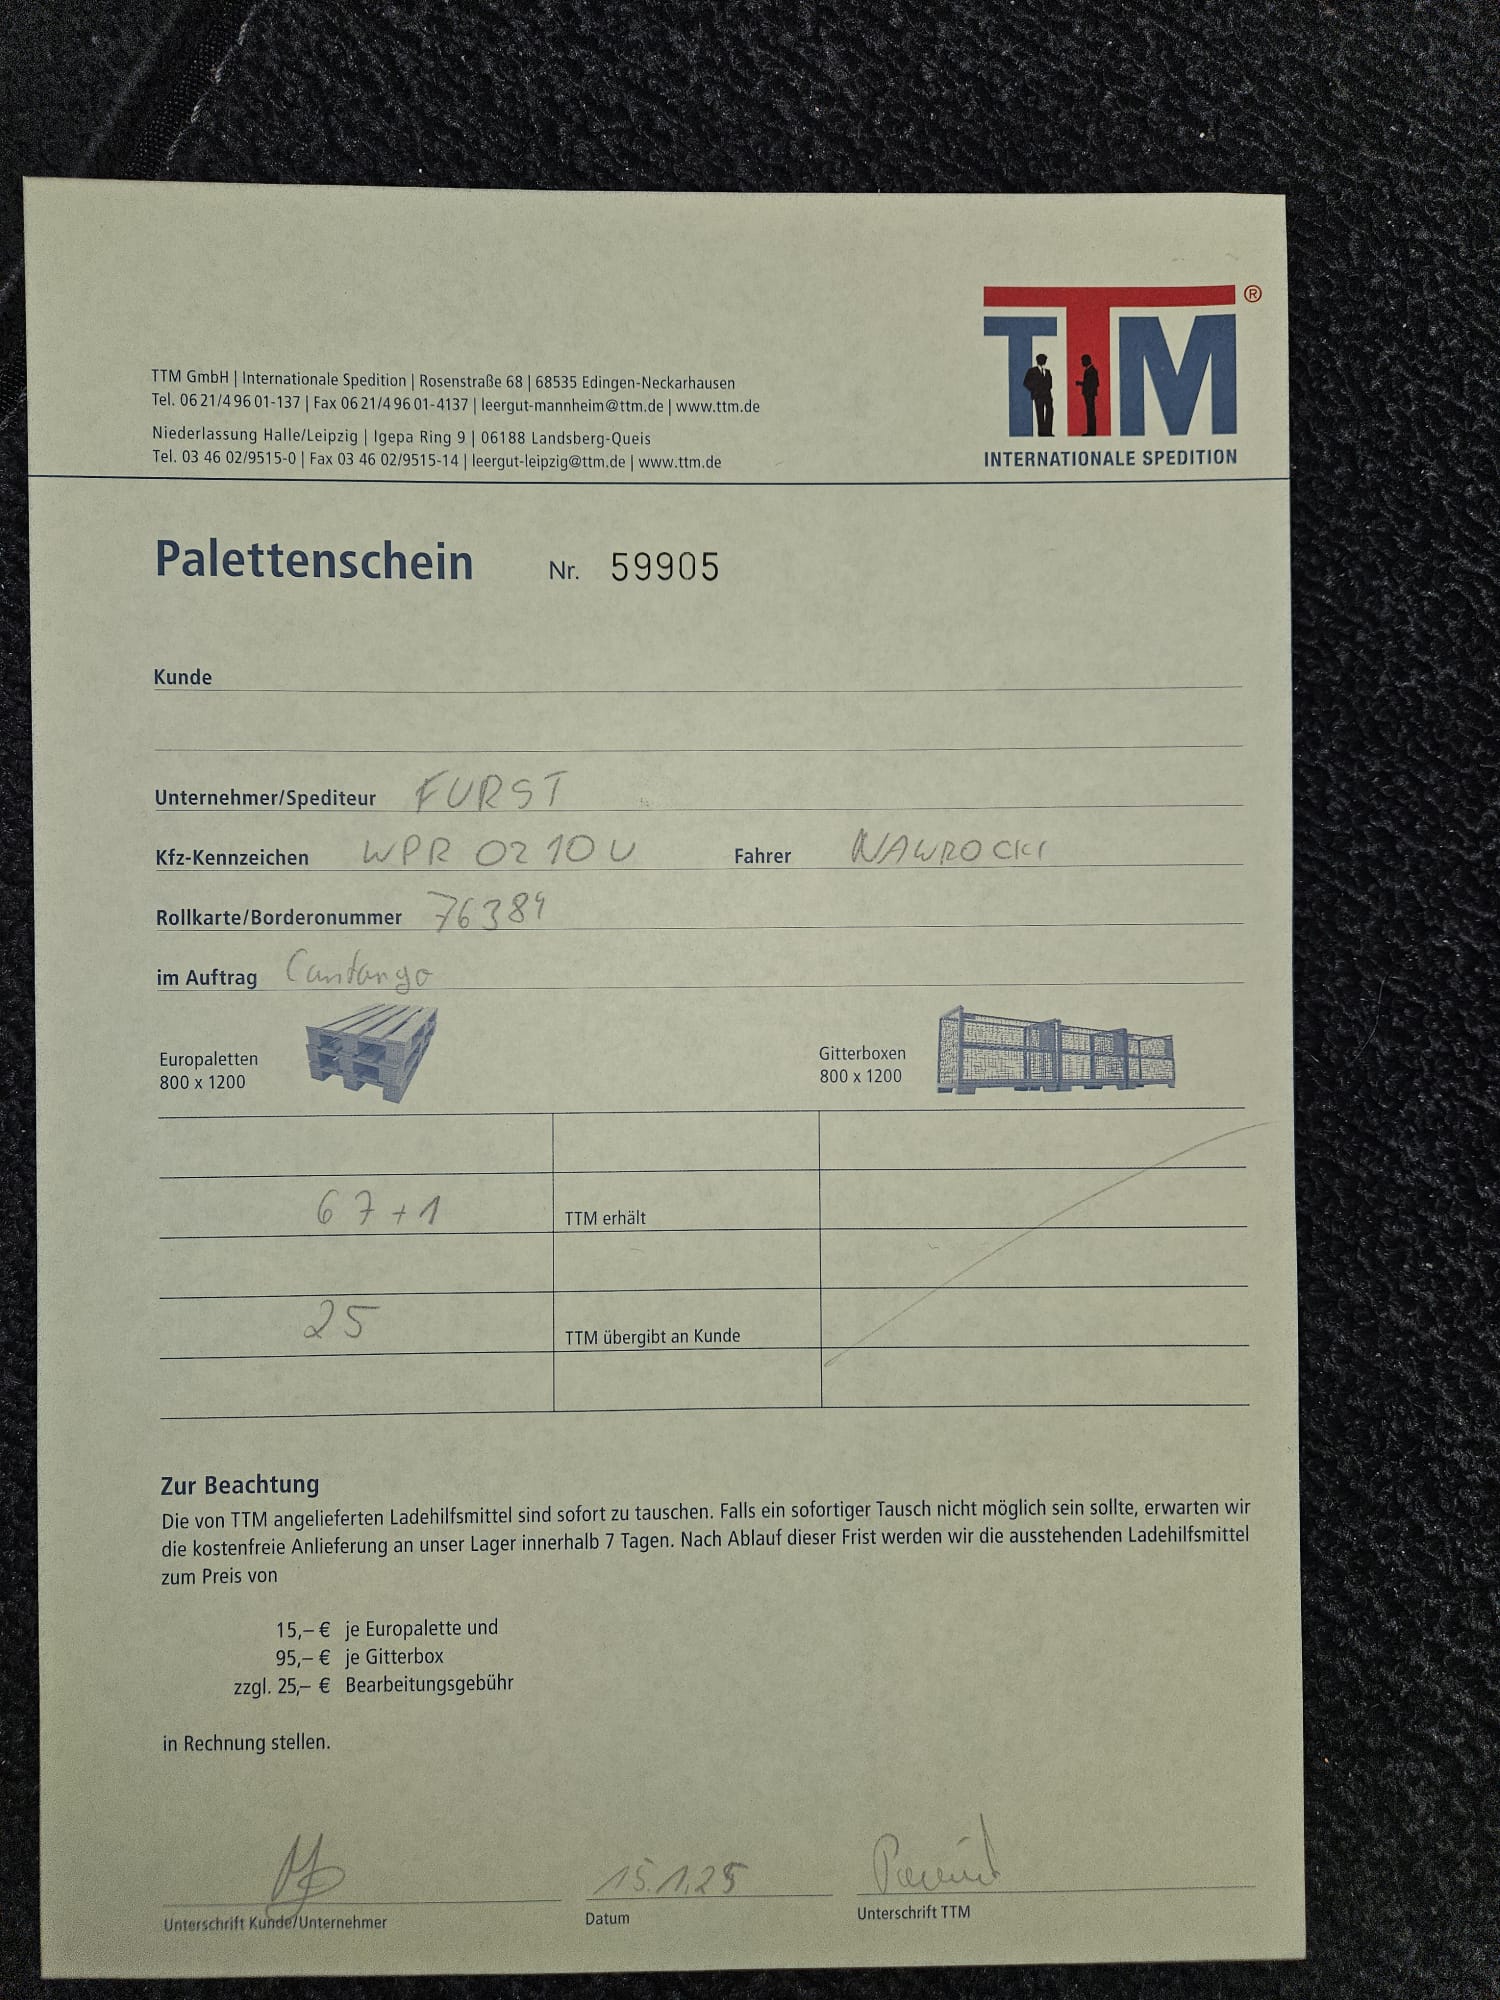 TTM®
INTERNATIONALE SPEDITION
TTM GmbH | Internationale Spedition | Rosenstraße 68 | 68535 Edingen-Neckarhausen
Tel. 06 21/4 96 01-137 | Fax 06 21/4 96 01-4137 | leergut-mannheim@ttm.de | www.ttm.de
Niederlassung Halle/Leipzig | Igepa Ring 9 | 06188 Landsberg-Queis
Tel. 03 46 02/9515-0 | Fax 03 46 02/9515-14 | leergut-leipzig@ttm.de | www.ttm.de
Palettenschein Nr. 59905
Kunde
Unternehmer/Spediteur FURST
Kfz-Kennzeichen WPR 0210U Fahrer NAWROCKI
Rollkarte/Borderonummer 76384
im Auftrag Cantango
Europaletten
800 x 1200
Gitterboxen
800 x 1200
67+1 TTM erhält
25 TTM übergibt an Kunde
Zur Beachtung
Die von TTM angelieferten Ladehilfsmittel sind sofort zu tauschen. Falls ein sofortiger Tausch nicht möglich sein sollte, erwarten wir
die kostenfreie Anlieferung an unser Lager innerhalb 7 Tagen. Nach Ablauf dieser Frist werden wir die ausstehenden Ladehilfsmittel
zum Preis von
15,– € je Europalette und
95,– € je Gitterbox
zzgl. 25,– € Bearbeitungsgebühr
in Rechnung stellen.
15.1.25
Unterschrift Kunde/Unternehmer Datum Unterschrift TTM